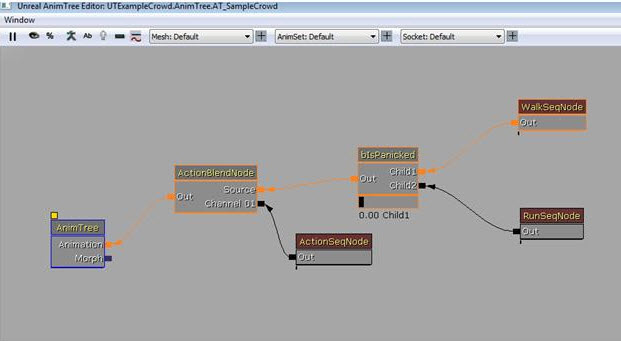 Unreal AnimTree Editor: UTExampleCrowd.AnimTree.AT_SampleCrowd
Window
Ab
Mesh: Default
AnimSet: Default
Socket: Default
WalkSeqNode
Out
bIsPanicked
Out
Child1
Child2
0.00 Child1
ActionBlendNode
Out
Source
Channel 01
RunSeqNode
Out
AnimTree
Animation
Morph
ActionSeqNode
Out